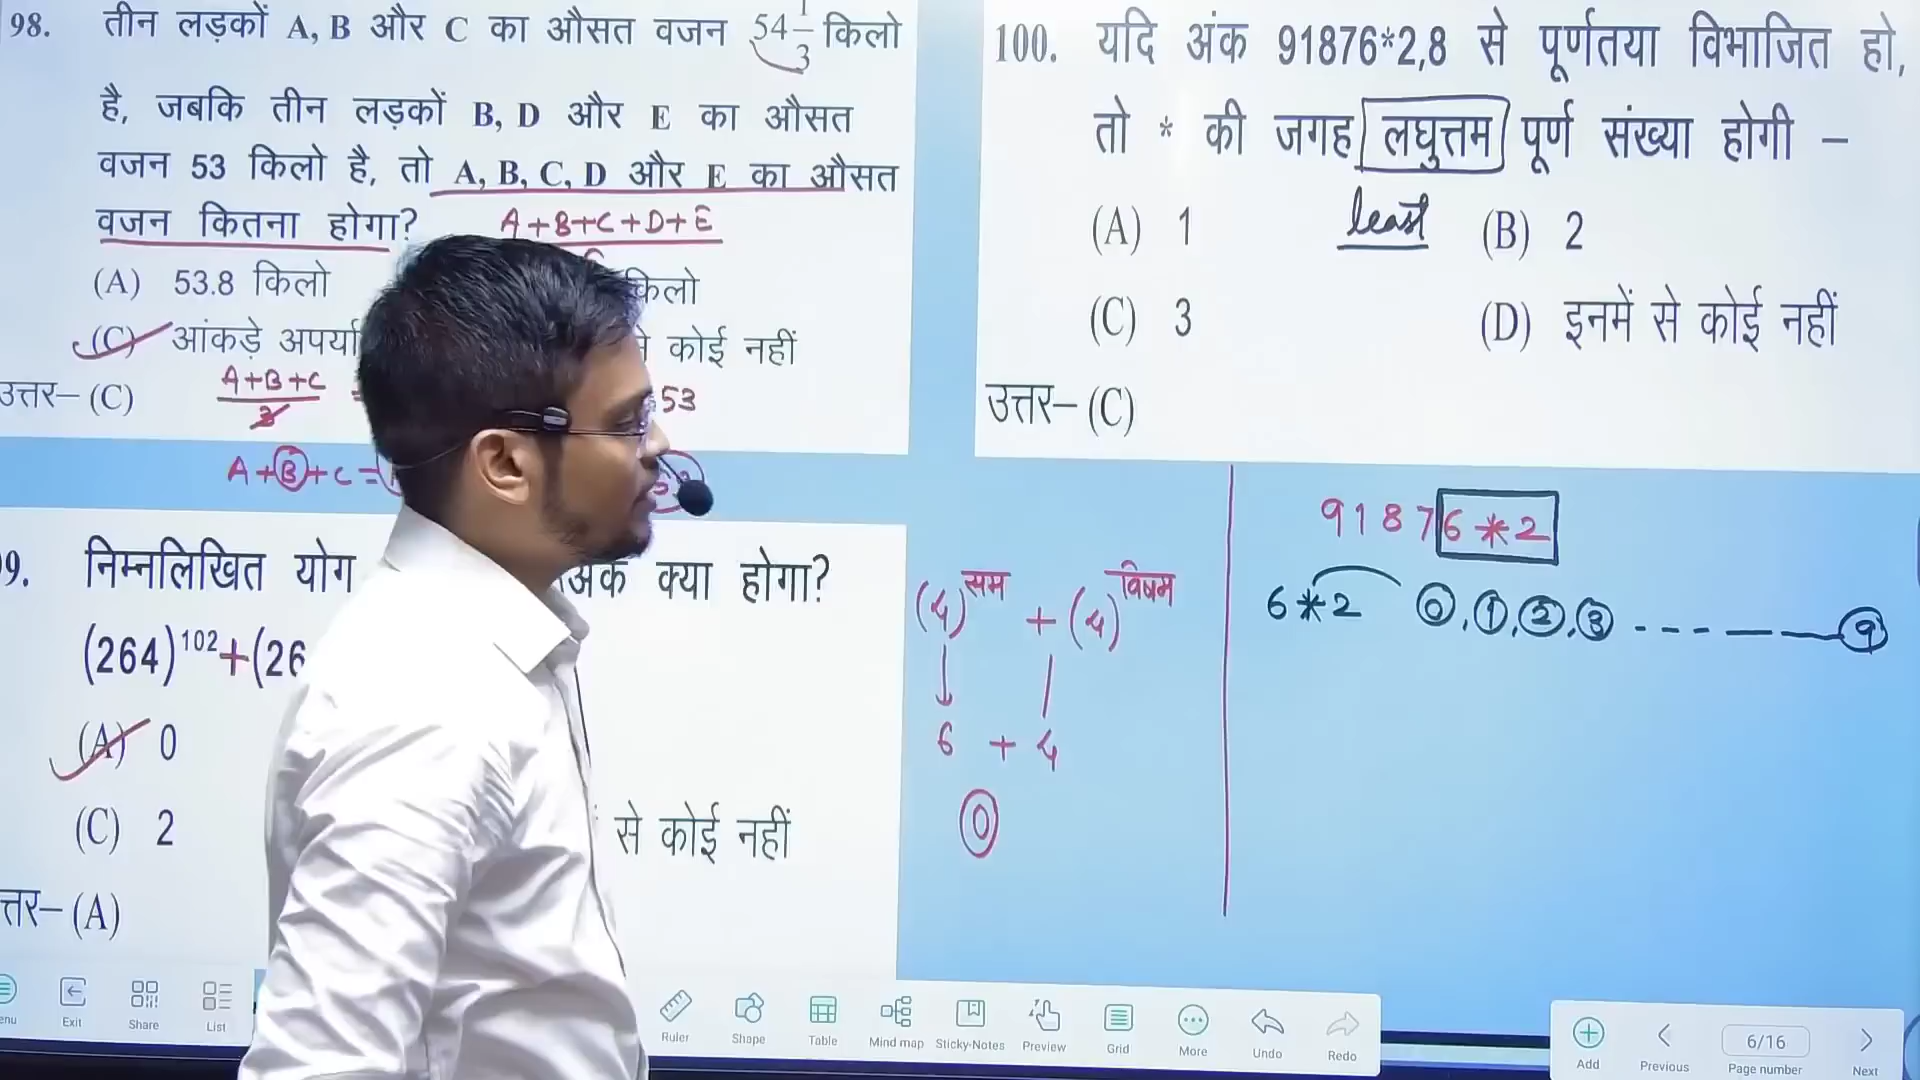 98. तीन लड़कों A, B और C का औसत वजन 54 1/3 किलो
है, जबकि तीन लड़कों B, D और E का औसत
वजन 53 किलो है, तो A, B, C, D और E का औसत
वजन कितना होगा?
A+B+C+D+E
(A) 53.8 किलो
किलो
(C) आंकड़े अपर्या
कोई नहीं
उत्तर– (C)
A+B+C
3
=
53
A+B+C=
9. निम्नलिखित योग
अंक क्या होगा?
(264)¹⁰²+(26
(A) 0
(C) 2
से कोई नहीं
त्तर– (A)
(4)सम + (4)विषम
6 + 4
0
100. यदि अंक 91876*2,8 से पूर्णतया विभाजित हो,
तो * की जगह लघुत्तम पूर्ण संख्या होगी –
least
(A) 1
(B) 2
(C) 3
(D) इनमें से कोई नहीं
उत्तर– (C)
91876*2
6*2 0,1,2,3 ------ 9
enu
Exit
Share
List
Ruler
Shape
Table
Mind map
Sticky-Notes
Preview
Grid
More
Undo
Redo
Add
Previous
6/16
Page number
Next